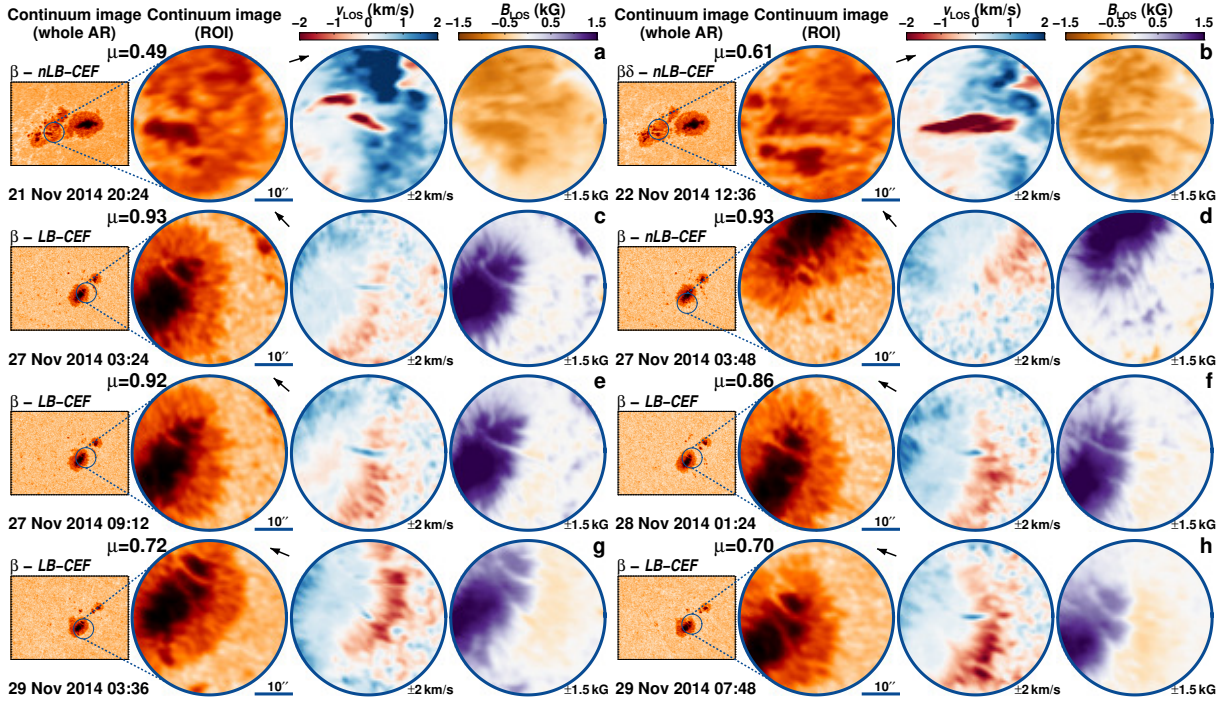 Continuum image (whole AR)
Continuum image (ROI)
vLOS (km/s)
−2 −1 0 1 2
BLOS (kG)
−1.5 −0.5 0.5 1.5
Continuum image (whole AR)
Continuum image (ROI)
vLOS (km/s)
−2 −1 0 1 2
BLOS (kG)
−1.5 −0.5 0.5 1.5
μ=0.49
a
β − nLB−CEF
21 Nov 2014 20:24
10′′
±2 km/s
±1.5 kG
μ=0.61
b
βδ − nLB−CEF
22 Nov 2014 12:36
10′′
±2 km/s
±1.5 kG
μ=0.93
c
β − LB−CEF
27 Nov 2014 03:24
10′′
±2 km/s
±1.5 kG
μ=0.93
d
β − nLB−CEF
27 Nov 2014 03:48
10′′
±2 km/s
±1.5 kG
μ=0.92
e
β − LB−CEF
27 Nov 2014 09:12
10′′
±2 km/s
±1.5 kG
μ=0.86
f
β − LB−CEF
28 Nov 2014 01:24
10′′
±2 km/s
±1.5 kG
μ=0.72
g
β − LB−CEF
29 Nov 2014 03:36
10′′
±2 km/s
±1.5 kG
μ=0.70
h
β − LB−CEF
29 Nov 2014 07:48
10′′
±2 km/s
±1.5 kG